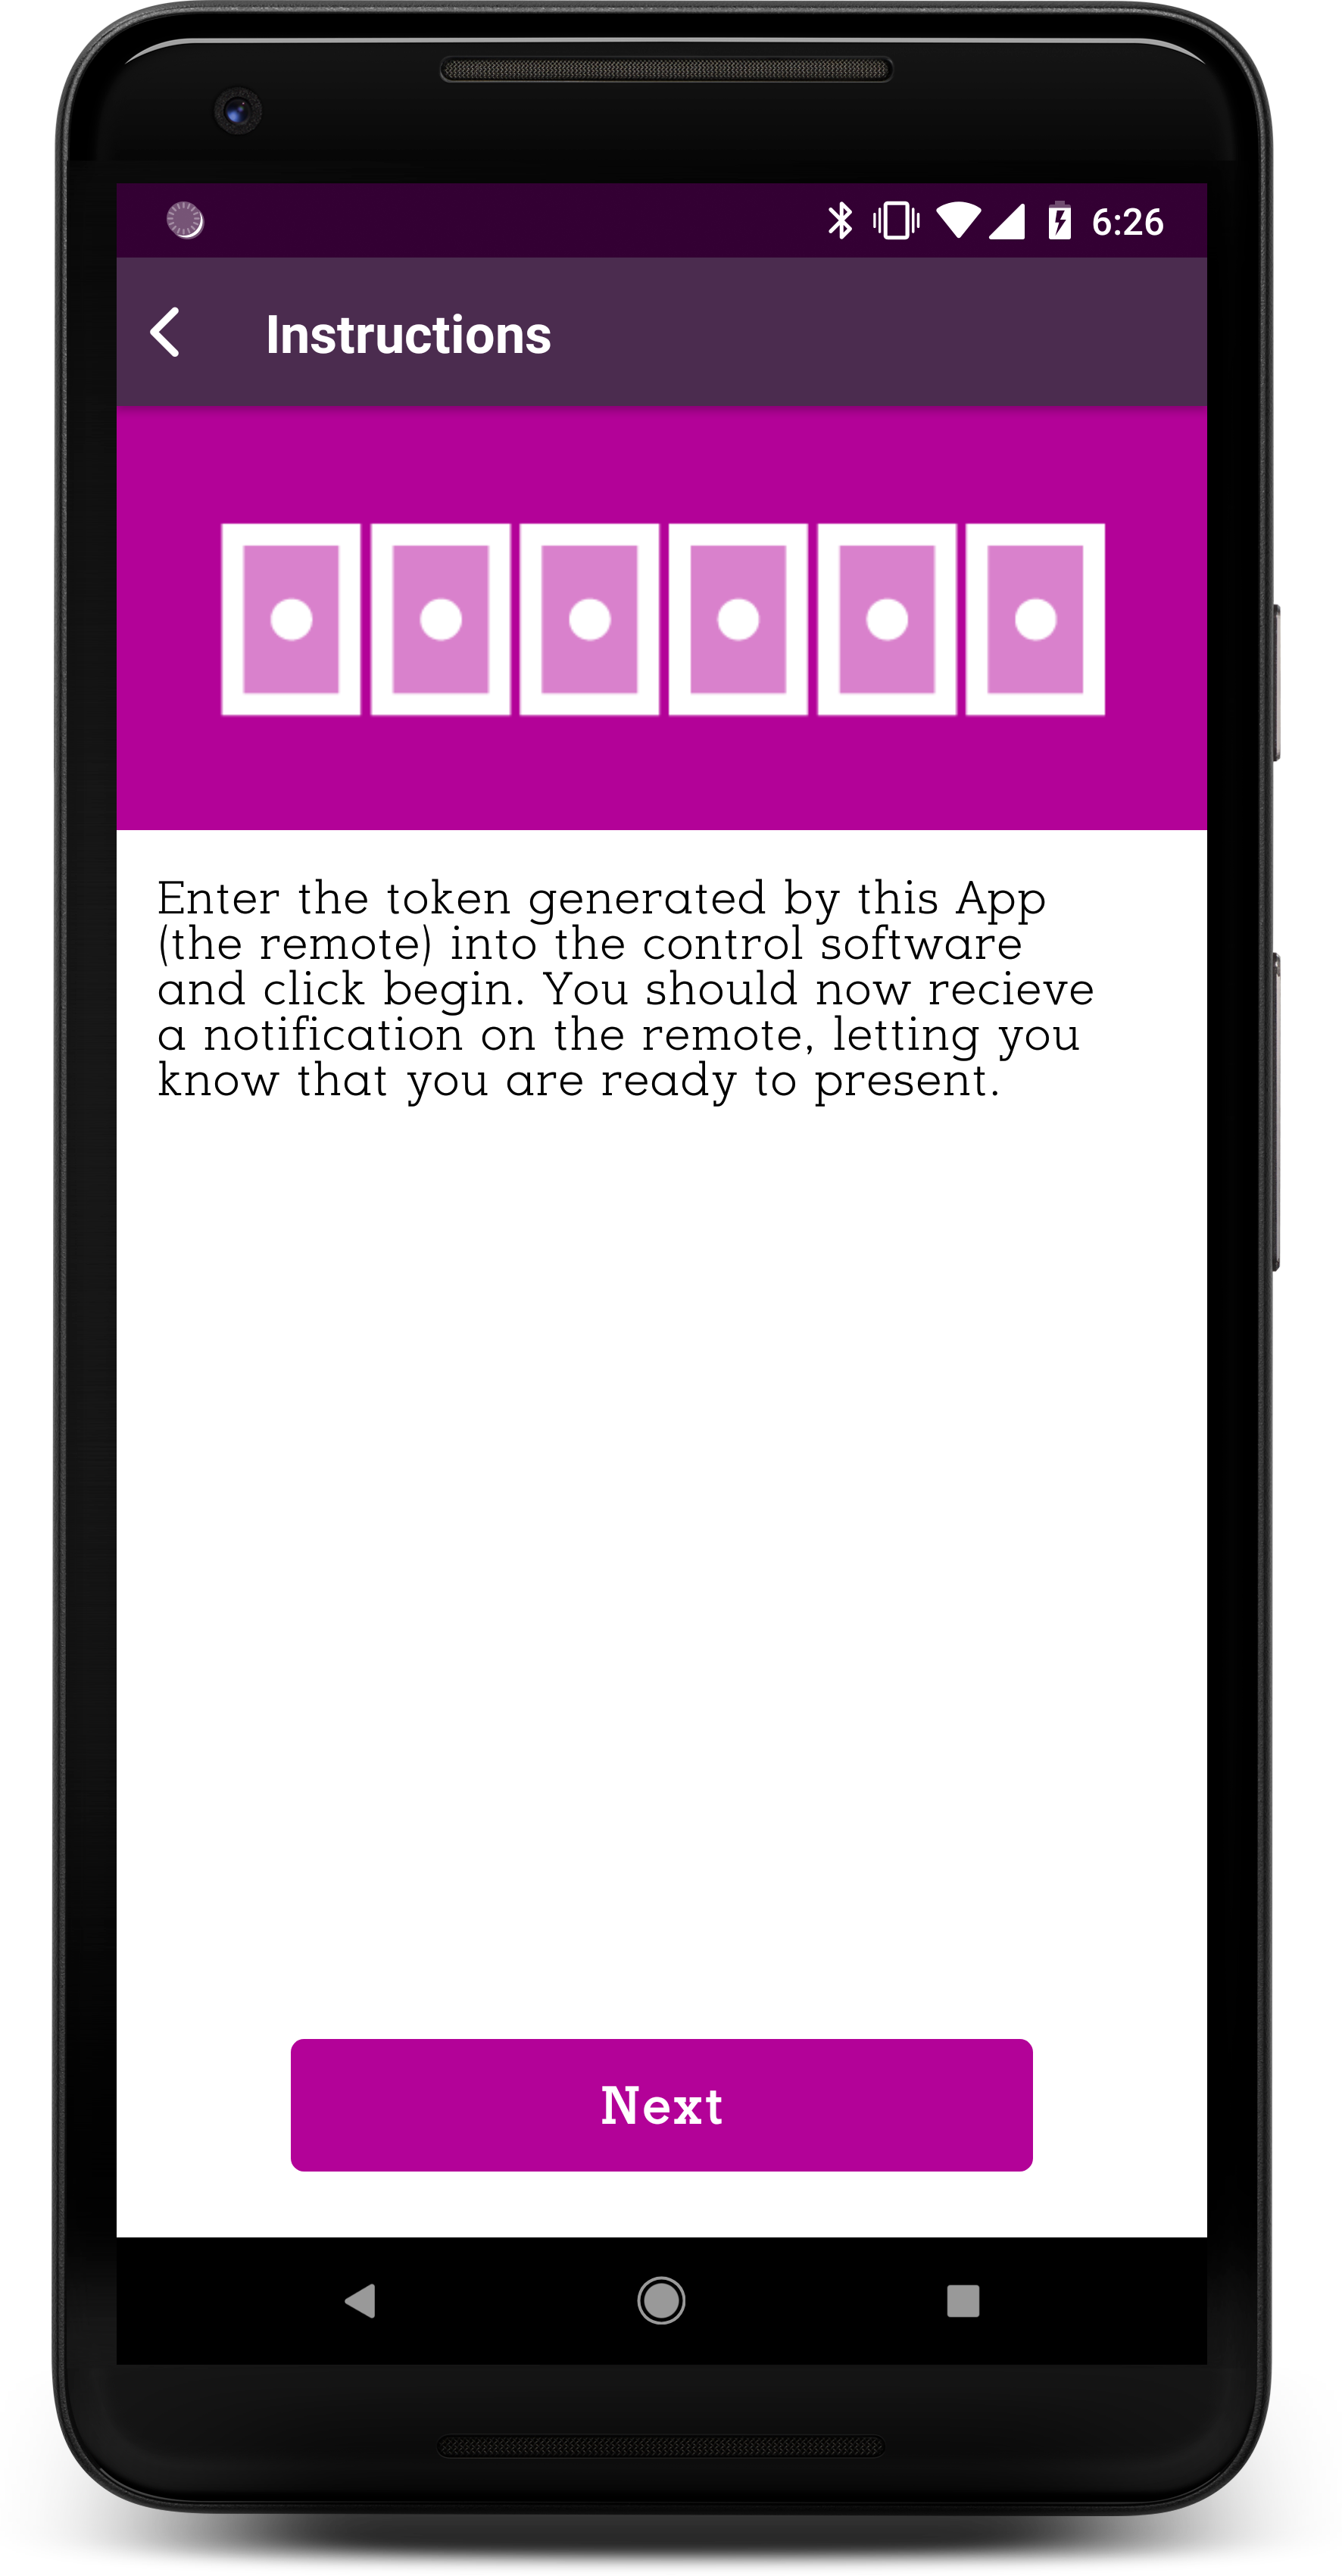 6:26
Instructions
Enter the token generated by this App
(the remote) into the control software
and click begin. You should now recieve
a notification on the remote, letting you
know that you are ready to present.
Next